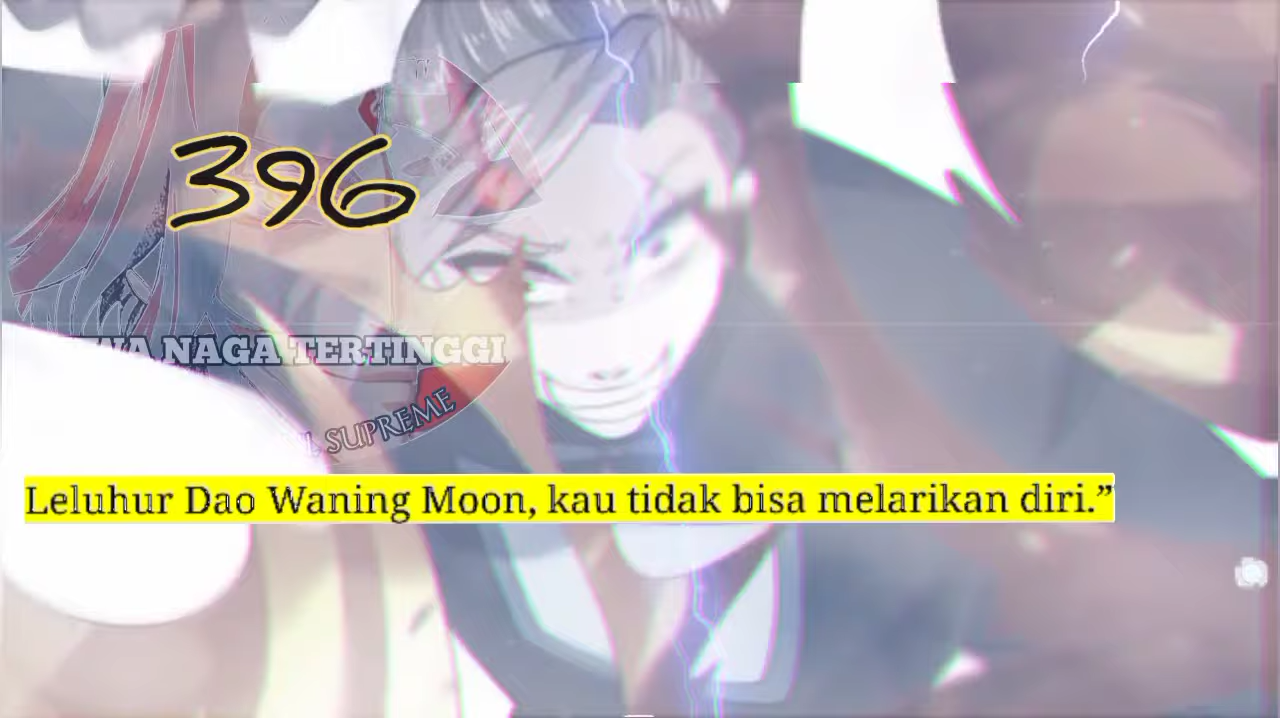 396
NAGA TERTINGGI
SUPREME
Leluhur Dao Waning Moon, kau tidak bisa melarikan diri.”